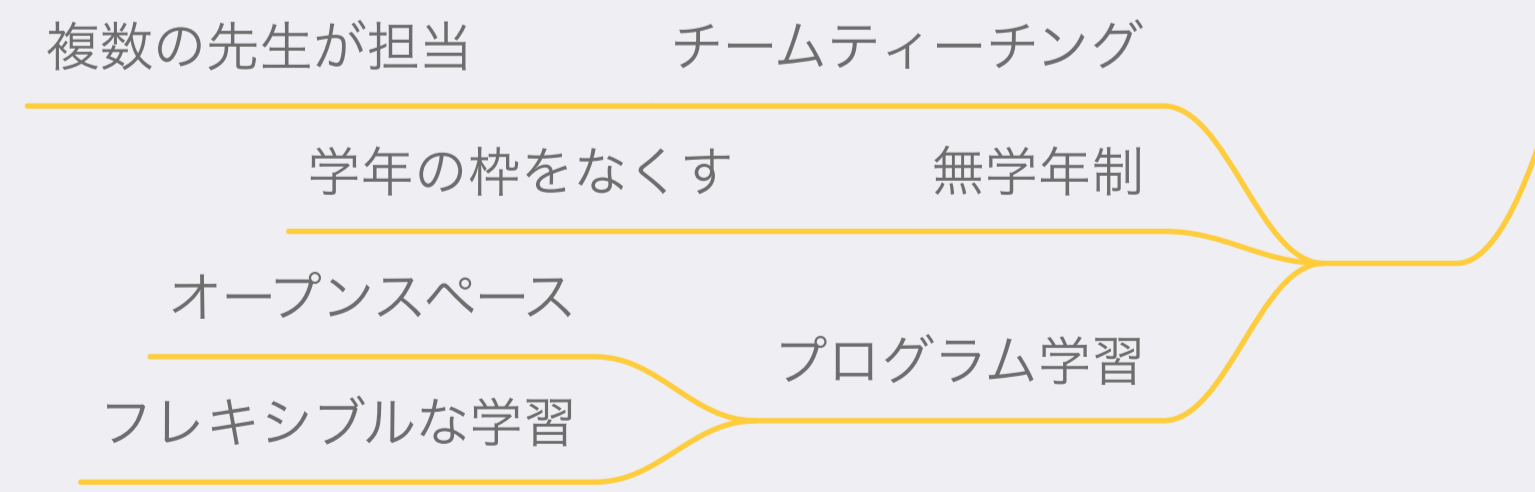 複数の先生が担当 チームティーチング
学年の枠をなくす 無学年制
オープンスペース
プログラム学習
フレキシブルな学習